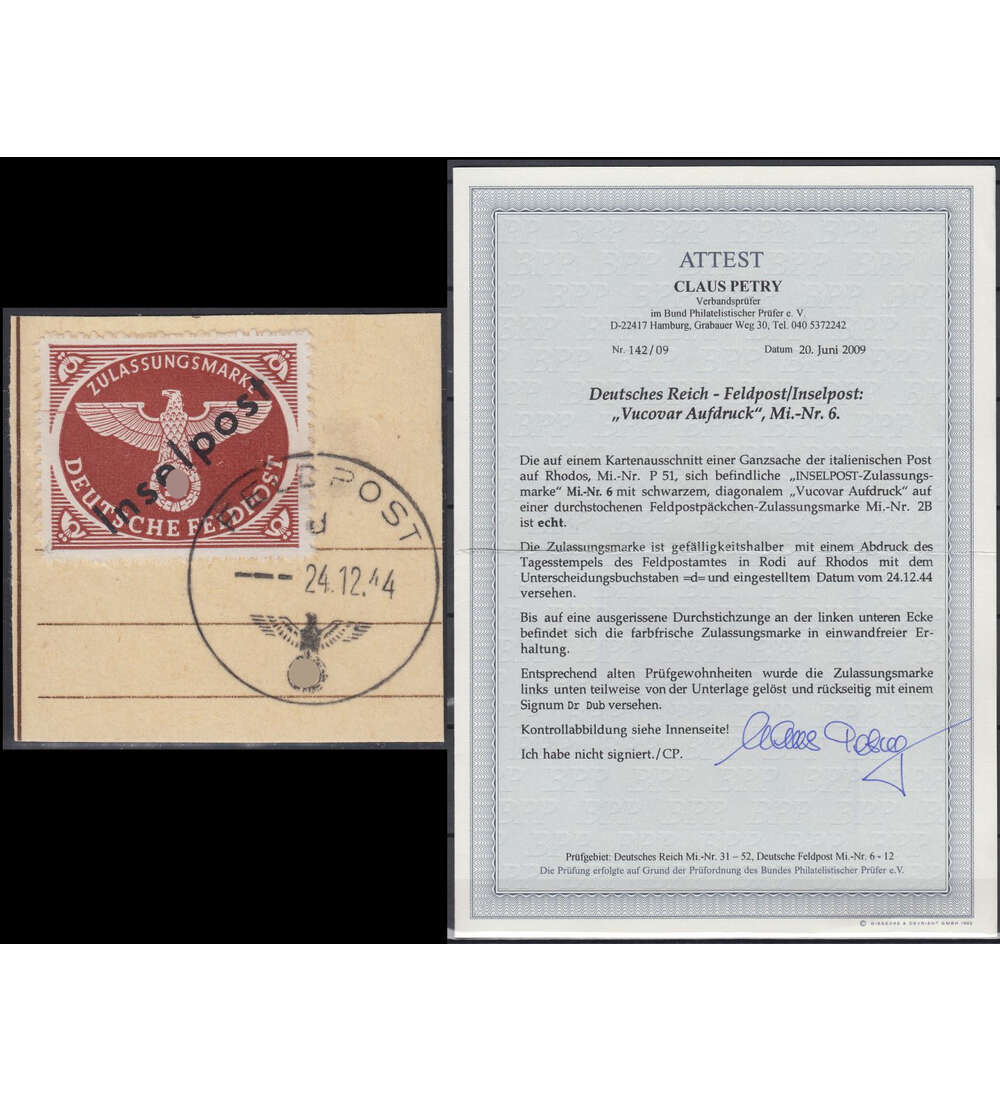 ZULASSUNGSMARKE
Inselpost
DEUTSCHE FELDPOST
FELDPOST
d
--- 24.12.44
ATTEST
CLAUS PETRY
Verbandsprüfer
im Bund Philatelistischer Prüfer e. V.
D-22417 Hamburg, Grabauer Weg 30, Tel. 040 5372242
Nr. 142/09 Datum 20. Juni 2009
Deutsches Reich - Feldpost/Inselpost:
„Vucovar Aufdruck“, Mi.-Nr. 6.
Die auf einem Kartenausschnitt einer Ganzsache der italienischen Post
auf Rhodos, Mi.-Nr. P 51, sich befindliche „INSELPOST-Zulassungs-
marke“ Mi.-Nr. 6 mit schwarzem, diagonalem „Vucovar Aufdruck“ auf
einer durchstochenen Feldpostpäckchen-Zulassungsmarke Mi.-Nr. 2B
ist echt.
Die Zulassungsmarke ist gefälligkeitshalber mit einem Abdruck des
Tagesstempels des Feldpostamtes in Rodi auf Rhodos mit dem
Unterscheidungsbuchstaben =d= und eingestelltem Datum vom 24.12.44
versehen.
Bis auf eine ausgerissene Durchstichzunge an der linken unteren Ecke
befindet sich die farbfrische Zulassungsmarke in einwandfreier Er-
haltung.
Entsprechend alten Prüfgewohnheiten wurde die Zulassungsmarke
links unten teilweise von der Unterlage gelöst und rückseitig mit einem
Signum Dr Dub versehen.
Kontrollabbildung siehe Innenseite!
Ich habe nicht signiert./CP.
Claus Petry
Prüfgebiet: Deutsches Reich Mi.-Nr. 31 – 52, Deutsche Feldpost Mi.-Nr. 6 - 12
Die Prüfung erfolgte auf Grund der Prüfordnung des Bundes Philatelistischer Prüfer e.V.
© GIESECKE & DEVRIENT GMBH 1992